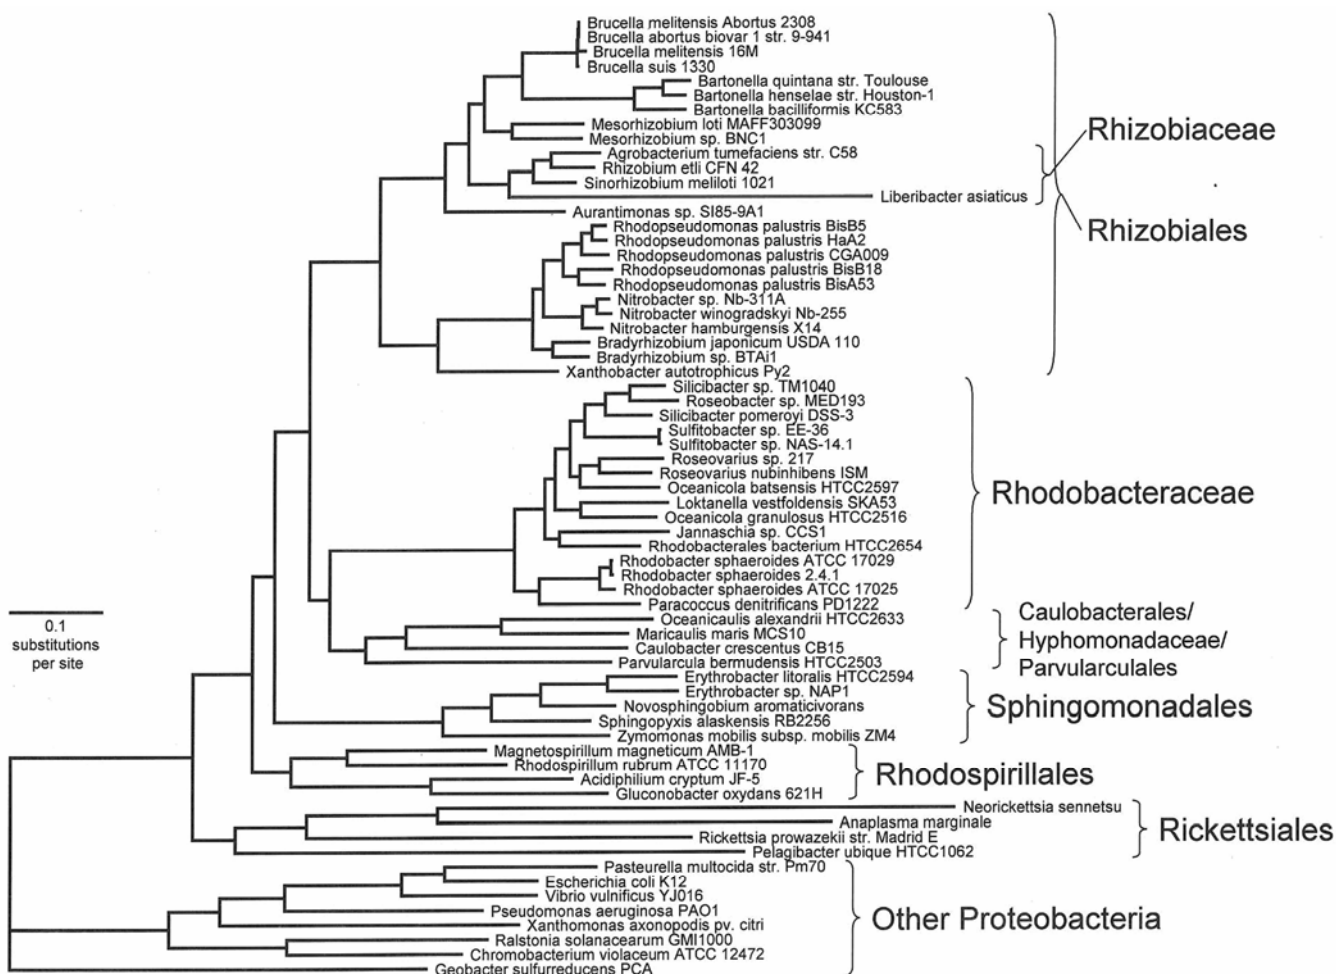 Brucella melitensis Abortus 2308
Brucella abortus biovar 1 str. 9-941
Brucella melitensis 16M
Brucella suis 1330
Bartonella quintana str. Toulouse
Bartonella henselae str. Houston-1
Bartonella bacilliformis KC583
Mesorhizobium loti MAFF303099
Mesorhizobium sp. BNC1
Agrobacterium tumefaciens str. C58
Rhizobium etli CFN 42
Sinorhizobium meliloti 1021
Liberibacter asiaticus
Aurantimonas sp. SI85-9A1
Rhodopseudomonas palustris BisB5
Rhodopseudomonas palustris HaA2
Rhodopseudomonas palustris CGA009
Rhodopseudomonas palustris BisB18
Rhodopseudomonas palustris BisA53
Nitrobacter sp. Nb-311A
Nitrobacter winogradskyi Nb-255
Nitrobacter hamburgensis X14
Bradyrhizobium japonicum USDA 110
Bradyrhizobium sp. BTAi1
Xanthobacter autotrophicus Py2
Rhizobiaceae
Rhizobiales
Silicibacter sp. TM1040
Roseobacter sp. MED193
Silicibacter pomeroyi DSS-3
Sulfitobacter sp. EE-36
Sulfitobacter sp. NAS-14.1
Roseovarius sp. 217
Roseovarius nubinhibens ISM
Oceanicola batsensis HTCC2597
Loktanella vestfoldensis SKA53
Oceanicola granulosus HTCC2516
Jannaschia sp. CCS1
Rhodobacterales bacterium HTCC2654
Rhodobacter sphaeroides ATCC 17029
Rhodobacter sphaeroides 2.4.1
Rhodobacter sphaeroides ATCC 17025
Paracoccus denitrificans PD1222
Rhodobacteraceae
0.1
substitutions
per site
Oceanicaulis alexandrii HTCC2633
Maricaulis maris MCS10
Caulobacter crescentus CB15
Parvularcula bermudensis HTCC2503
Caulobacterales/
Hyphomonadaceae/
Parvularculales
Erythrobacter litoralis HTCC2594
Erythrobacter sp. NAP1
Novosphingobium aromaticivorans
Sphingopyxis alaskensis RB2256
Zymomonas mobilis subsp. mobilis ZM4
Sphingomonadales
Magnetospirillum magneticum AMB-1
Rhodospirillum rubrum ATCC 11170
Acidiphilium cryptum JF-5
Gluconobacter oxydans 621H
Rhodospirillales
Neorickettsia sennetsu
Anaplasma marginale
Rickettsia prowazekii str. Madrid E
Pelagibacter ubique HTCC1062
Rickettsiales
Pasteurella multocida str. Pm70
Escherichia coli K12
Vibrio vulnificus YJ016
Pseudomonas aeruginosa PAO1
Xanthomonas axonopodis pv. citri
Ralstonia solanacearum GMI1000
Chromobacterium violaceum ATCC 12472
Geobacter sulfurreducens PCA
Other Proteobacteria